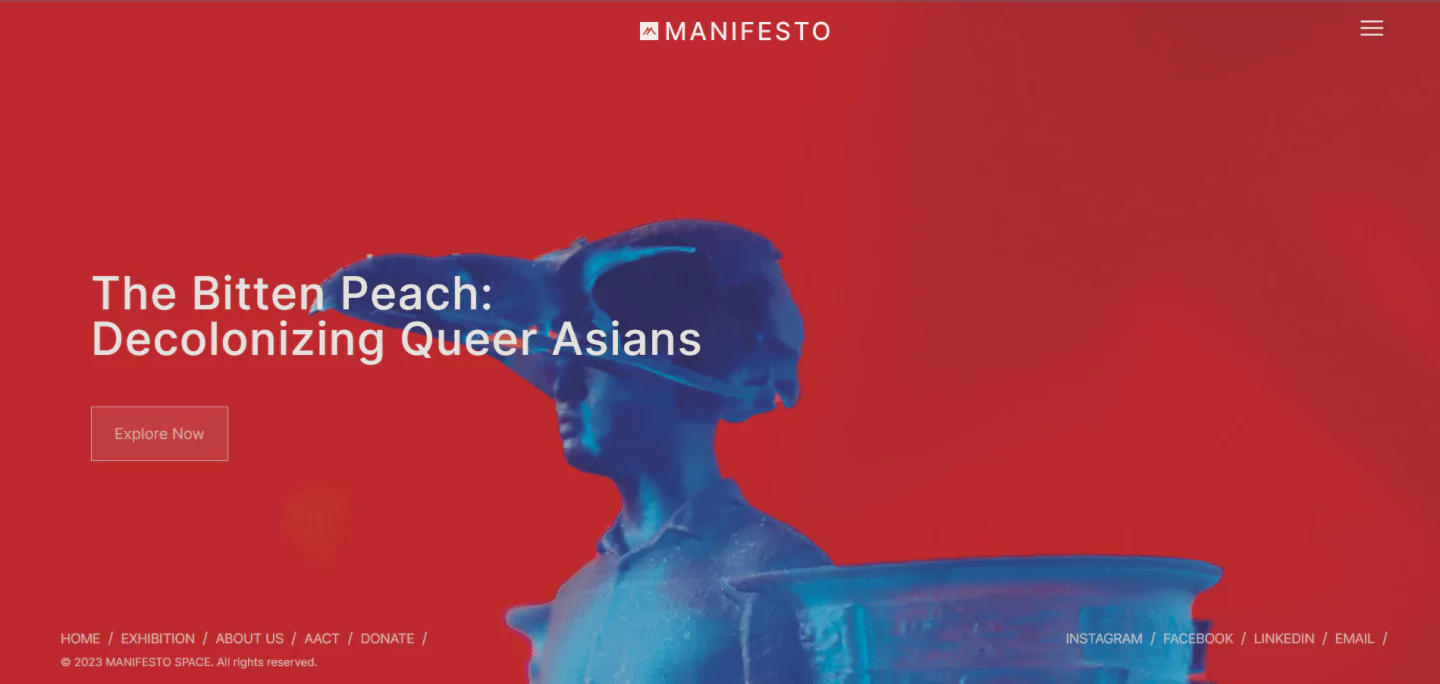 MANIFESTO
The Bitten Peach:
Decolonizing Queer Asians
Explore Now
HOME / EXHIBITION / ABOUT US / AACT / DONATE /
INSTAGRAM / FACEBOOK / LINKEDIN / EMAIL /
© 2023 MANIFESTO SPACE. All rights reserved.